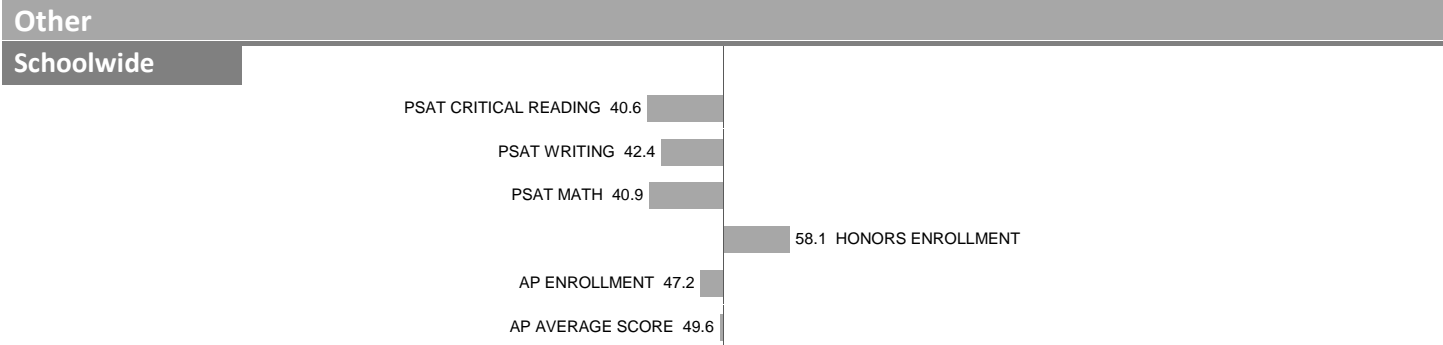 Other
Schoolwide
PSAT CRITICAL READING 40.6
PSAT WRITING 42.4
PSAT MATH 40.9
58.1 HONORS ENROLLMENT
AP ENROLLMENT 47.2
AP AVERAGE SCORE 49.6